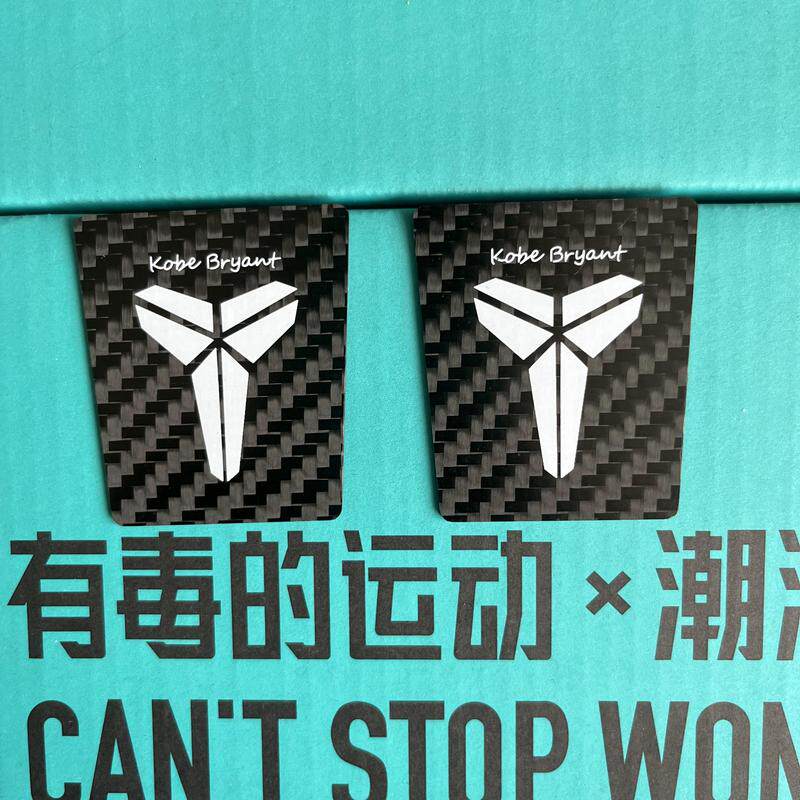 Kobe Bryant
Kobe Bryant
有毒的运动 × 潮
CAN'T STOP WON